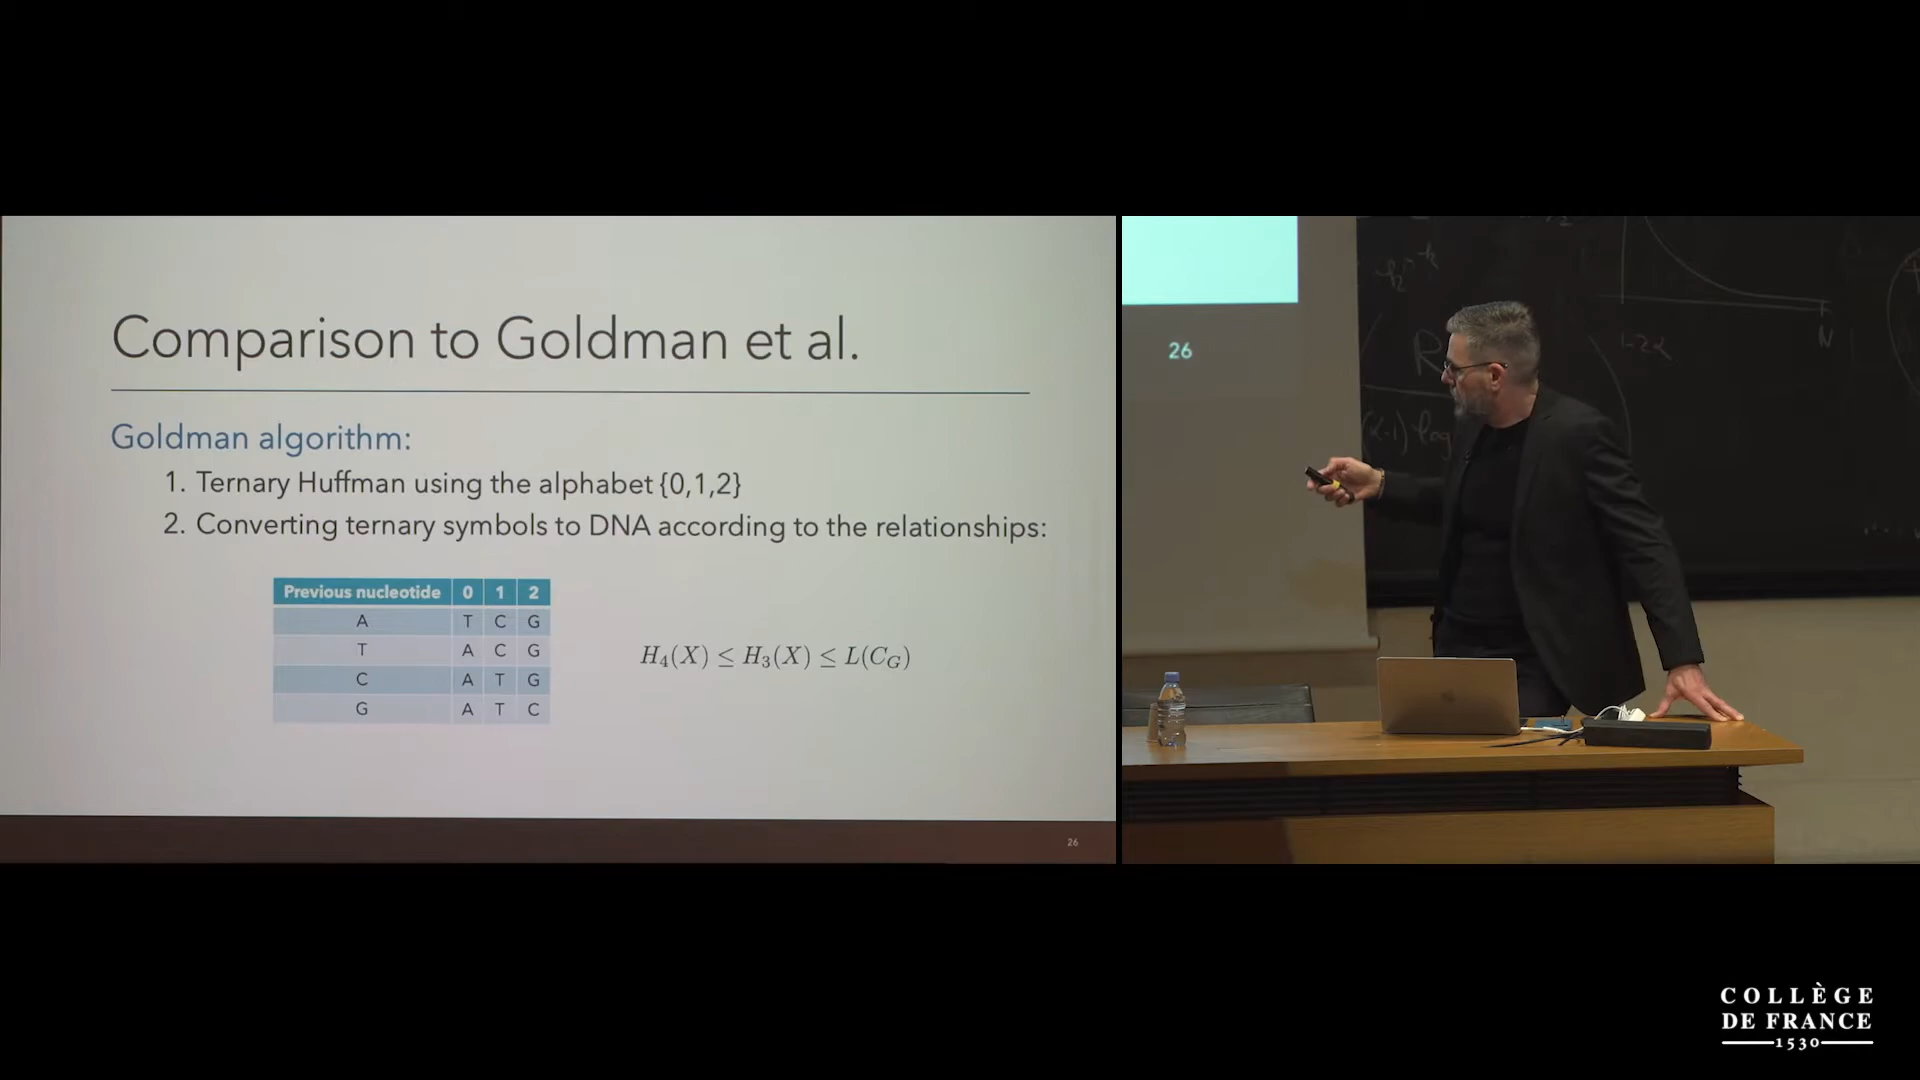 Comparison to Goldman et al.
Goldman algorithm:
1. Ternary Huffman using the alphabet {0,1,2}
2. Converting ternary symbols to DNA according to the relationships:
Previous nucleotide 0 1 2
A T C G
T A C G
C A T G
G A T C
H₄(X) ≤ H₃(X) ≤ L(C_G)
26
26
1-2α
N
COLLÈGE
DE FRANCE
1530